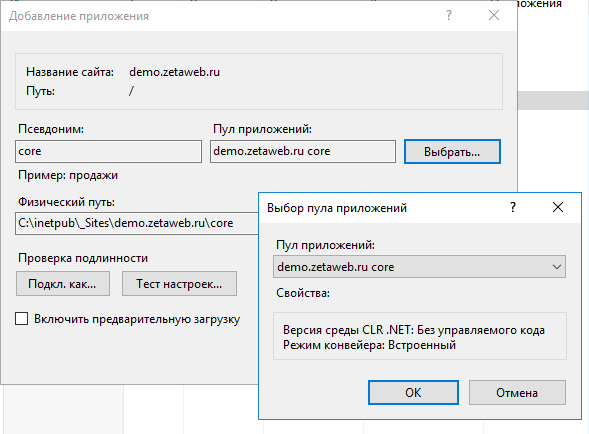 ложения
Добавление приложения
?
Название сайта: demo.zetaweb.ru
Путь: /
Псевдоним: Пул приложений:
core demo.zetaweb.ru core Выбрать...
Пример: продажи
Физический путь:
C:\inetpub\_Sites\demo.zetaweb.ru\core
Проверка подлинности
Подкл. как... Тест настроек...
Включить предварительную загрузку
Выбор пула приложений
?
Пул приложений:
demo.zetaweb.ru core
Свойства:
Версия среды CLR .NET: Без управляемого кода
Режим конвейера: Встроенный
ОК Отмена